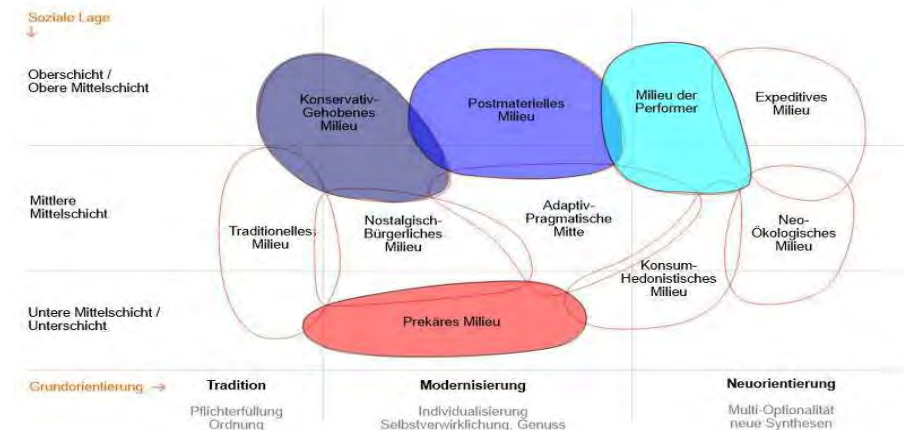 Soziale Lage
↓
Oberschicht /
Obere Mittelschicht
Konservativ-
Gehobenes
Milieu
Postmaterielles
Milieu
Milieu der
Performer
Expeditives
Milieu
Mittlere
Mittelschicht
Traditionelles
Milieu
Nostalgisch-
Bürgerliches
Milieu
Adaptiv-
Pragmatische
Mitte
Konsum-
Hedonistisches
Milieu
Neo-
Ökologisches
Milieu
Untere Mittelschicht /
Unterschicht
Prekäres Milieu
Grundorientierung →
Tradition
Pflichterfüllung
Ordnung
Modernisierung
Individualisierung
Selbstverwirklichung, Genuss
Neuorientierung
Multi-Optionalität
neue Synthesen